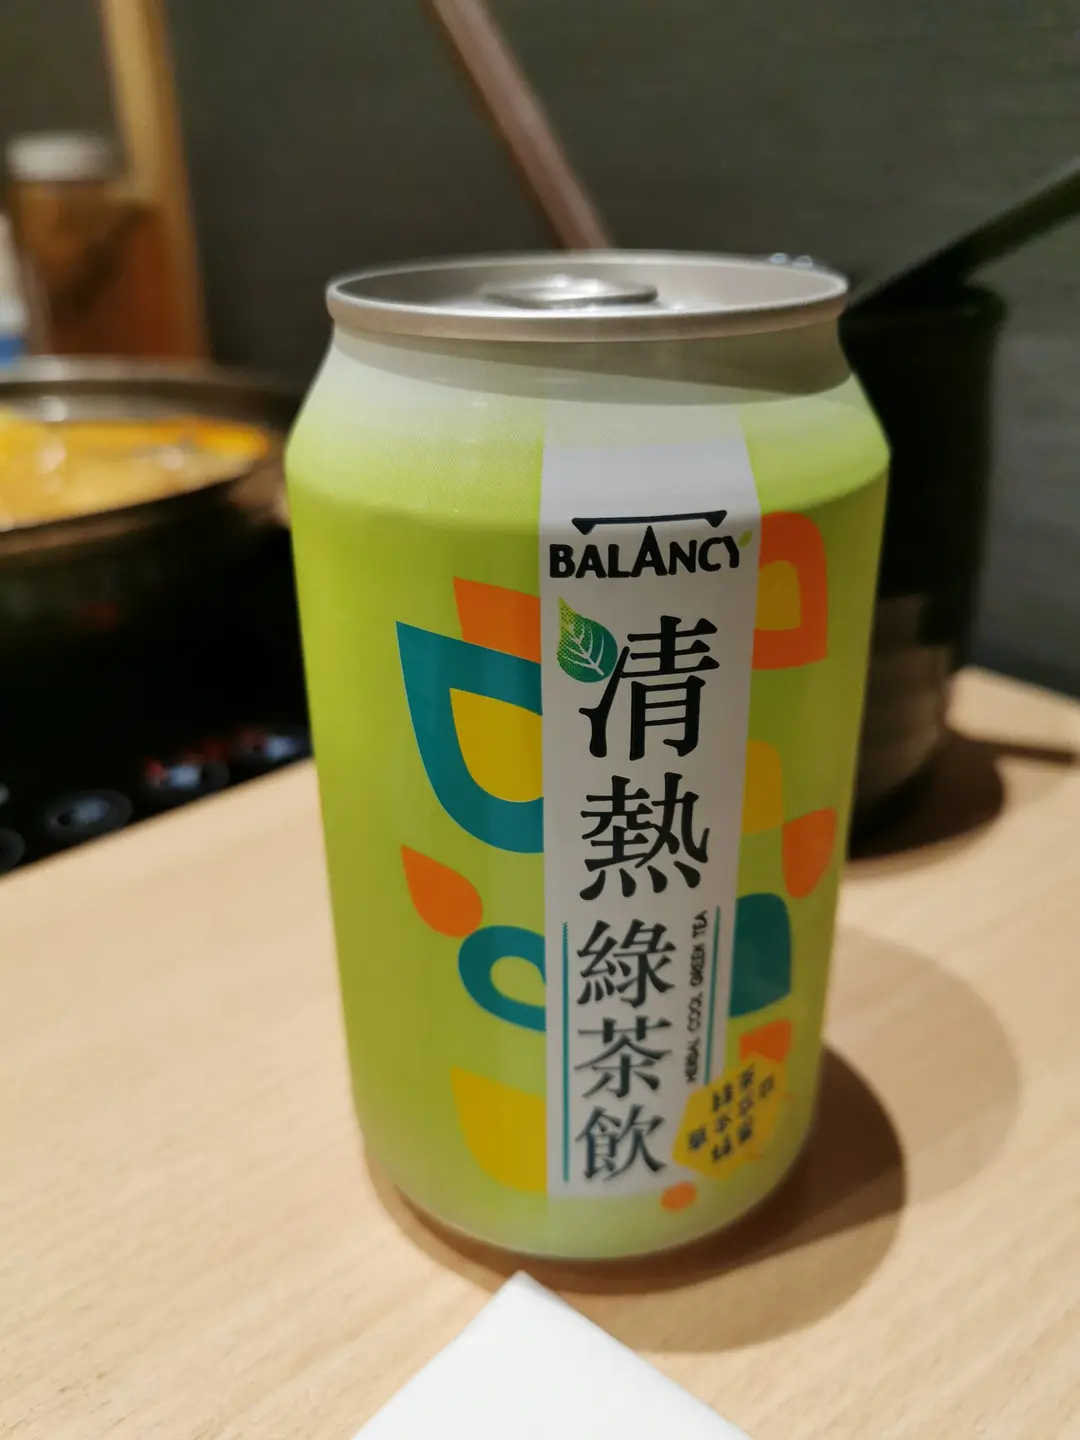 BALANCY
清熱
綠茶飲
HERBAL COOL GREEN TEA